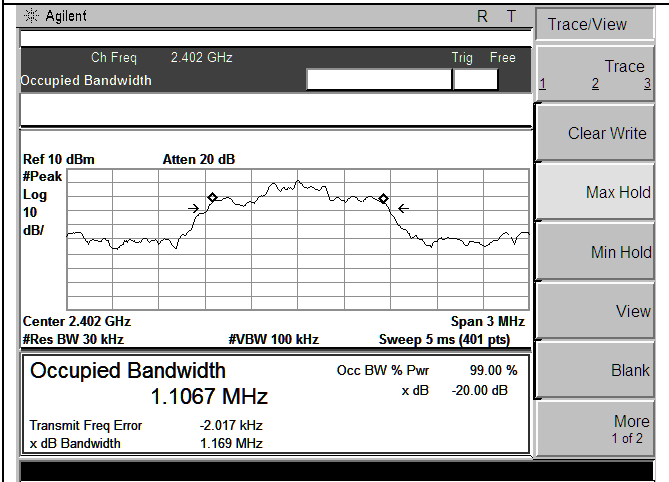 Agilent
R T
Trace/View
Ch Freq 2.402 GHz
Trig Free
Occupied Bandwidth
Trace
1 2 3
Clear Write
Max Hold
Min Hold
View
Blank
More
1 of 2
Ref 10 dBm Atten 20 dB
#Peak
Log
10
dB/
Center 2.402 GHz Span 3 MHz
#Res BW 30 kHz #VBW 100 kHz Sweep 5 ms (401 pts)
Occupied Bandwidth Occ BW % Pwr 99.00 %
1.1067 MHz x dB -20.00 dB
Transmit Freq Error -2.017 kHz
x dB Bandwidth 1.169 MHz